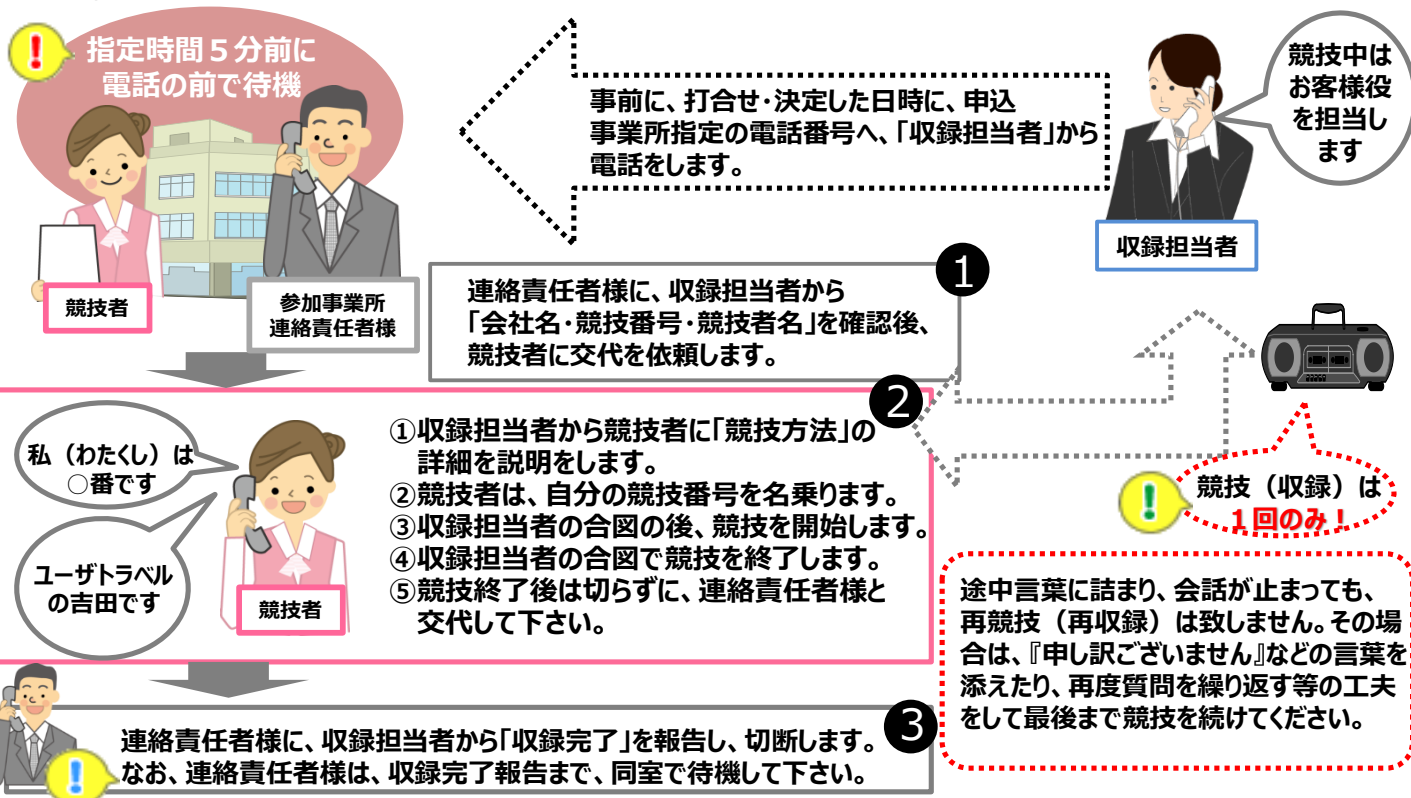 !
指定時間5分前に
電話の前で待機
競技者
参加事業所
連絡責任者様
事前に、打合せ・決定した日時に、申込
事業所指定の電話番号へ、「収録担当者」から
電話をします。
競技中は
お客様役
を担当し
ます
収録担当者
1
連絡責任者様に、収録担当者から
「会社名・競技番号・競技者名」を確認後、
競技者に交代を依頼します。
2
私（わたくし）は
○番です
ユーザトラベル
の吉田です
競技者
①収録担当者から競技者に「競技方法」の
詳細を説明をします。
②競技者は、自分の競技番号を名乗ります。
③収録担当者の合図の後、競技を開始します。
④収録担当者の合図で競技を終了します。
⑤競技終了後は切らずに、連絡責任者様と
交代して下さい。
!
競技（収録）は
1回のみ！
途中言葉に詰まり、会話が止まっても、
再競技（再収録）は致しません。その場
合は、『申し訳ございません』などの言葉を
添えたり、再度質問を繰り返す等の工夫
をして最後まで競技を続けてください。
3
!
連絡責任者様に、収録担当者から「収録完了」を報告し、切断します。
なお、連絡責任者様は、収録完了報告まで、同室で待機して下さい。